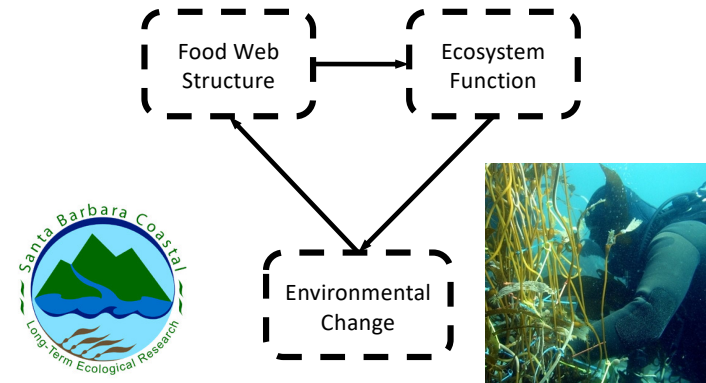 Food Web
Structure
Ecosystem
Function
Environmental
Change
Santa Barbara Coastal
Long-Term Ecological Research